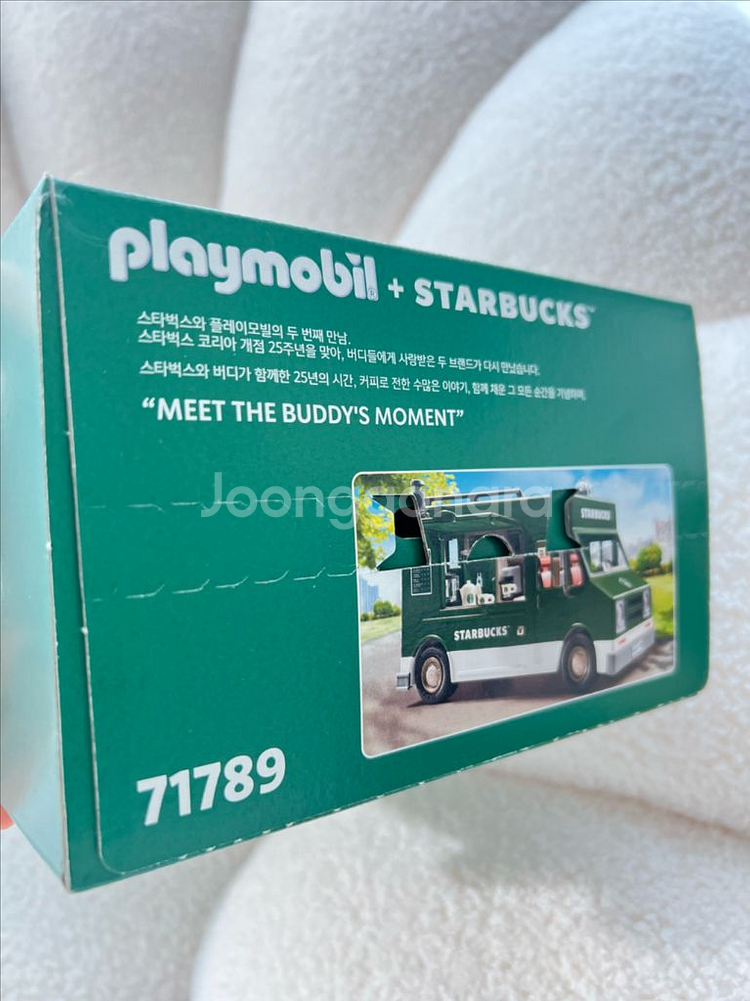 playmobil + STARBUCKS™
스타벅스와 플레이모빌의 두 번째 만남.
스타벅스 코리아 개점 25주년을 맞아, 버디들에게 사랑받은 두 브랜드가 다시 만났습니다.
스타벅스와 버디가 함께한 25년의 시간, 커피로 전한 수많은 이야기, 함께 채운 그 모든 순간을 기념하며,
“MEET THE BUDDY'S MOMENT”
Joonggonara
STARBUCKS
STARBUCKS
71789